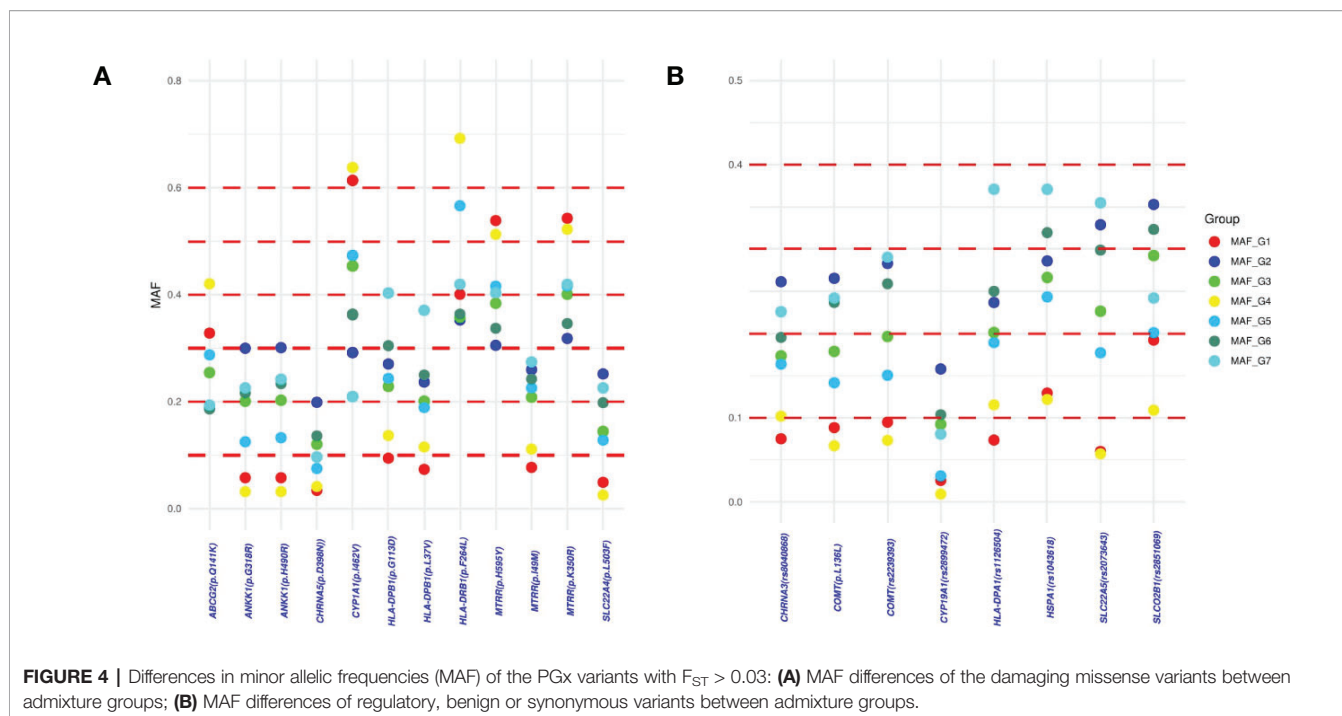 A
MAF
0.8
0.6
0.4
0.2
0.0
ABCG2(p.Q141K)
ANKK1(p.G318R)
ANKK1(p.H490R)
CHRNA5(p.D398N))
CYP1A1(p.I462V)
HLA-DPB1(p.G113D)
HLA-DPB1(p.L37V)
HLA-DRB1(p.F264L)
MTRR(p.H595Y)
MTRR(p.I49M)
MTRR(p.K350R)
SLC22A4(p.L503F)
B
0.5
0.4
0.1
0.0
CHRNA3(rs8040868)
COMT(p.L136L)
COMT(rs2239393)
CYP19A1(rs2899472)
HLA-DPA1(rs1126504)
HSPA1(rs1043618)
SLC22A5(rs2073643)
SLCO2B1(rs2851069)
Group
MAF_G1
MAF_G2
MAF_G3
MAF_G4
MAF_G5
MAF_G6
MAF_G7
FIGURE 4 | Differences in minor allelic frequencies (MAF) of the PGx variants with FST > 0.03: (A) MAF differences of the damaging missense variants between
admixture groups; (B) MAF differences of regulatory, benign or synonymous variants between admixture groups.